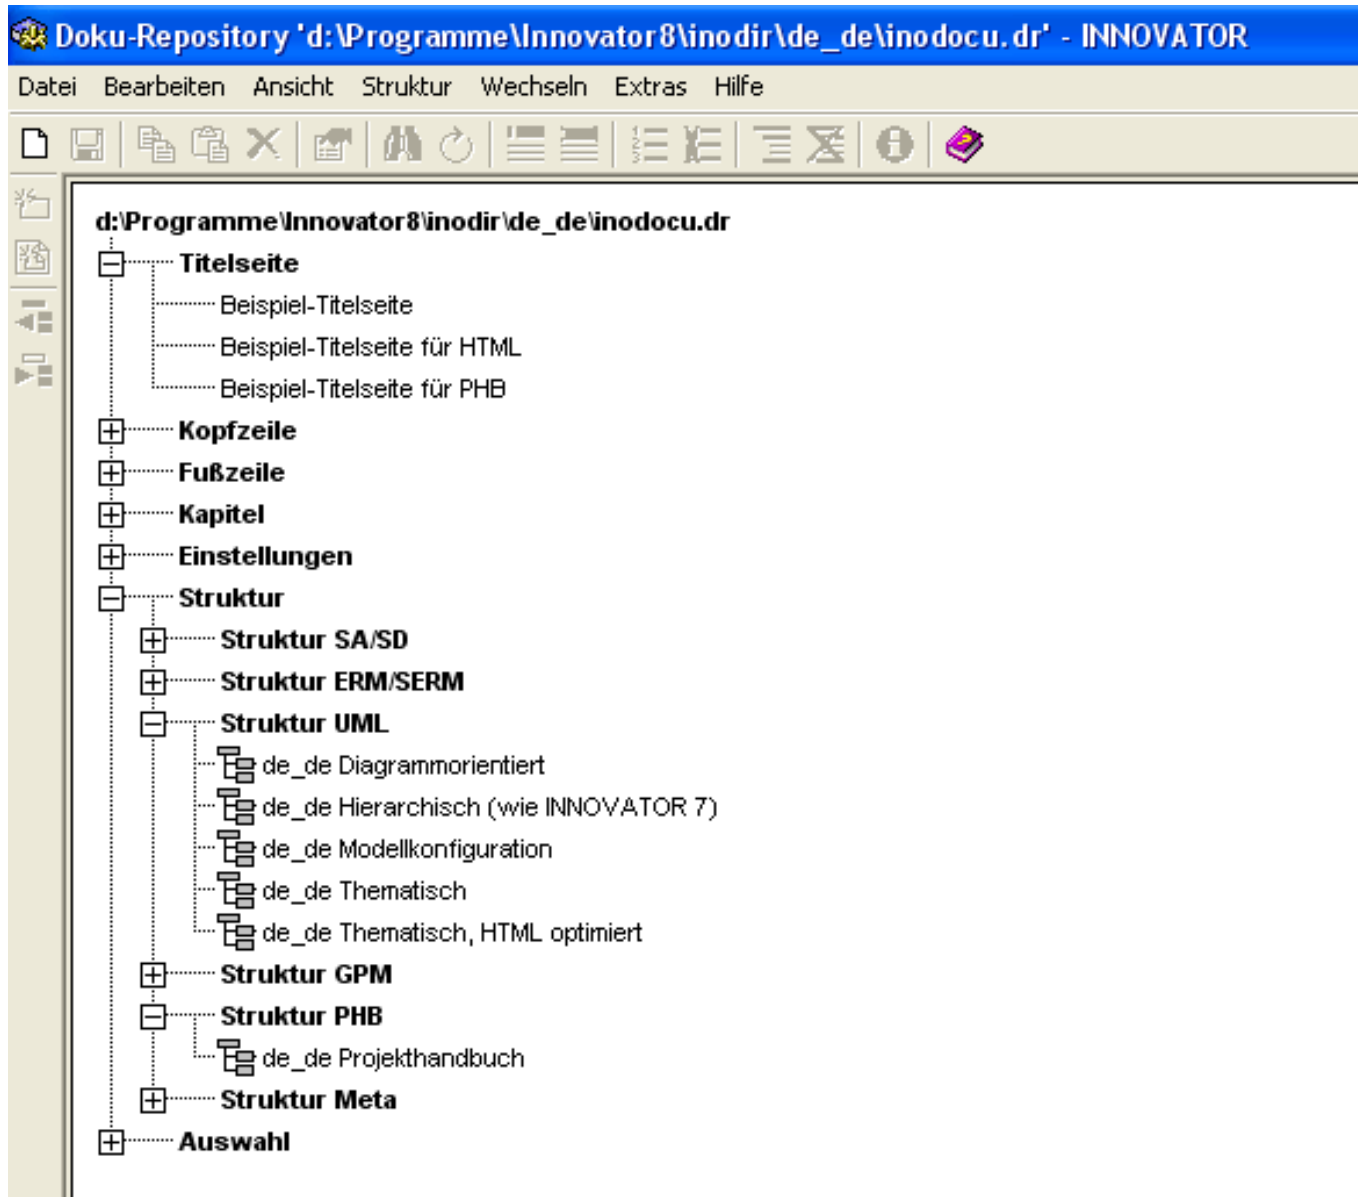 Doku-Repository 'd:\Programme\Innovator8\inodir\de_de\inodocu.dr' - INNOVATOR
Datei Bearbeiten Ansicht Struktur Wechseln Extras Hilfe
d:\Programme\Innovator8\inodir\de_de\inodocu.dr
Titelseite
Beispiel-Titelseite
Beispiel-Titelseite für HTML
Beispiel-Titelseite für PHB
Kopfzeile
Fußzeile
Kapitel
Einstellungen
Struktur
Struktur SA/SD
Struktur ERM/SERM
Struktur UML
de_de Diagrammorientiert
de_de Hierarchisch (wie INNOVATOR 7)
de_de Modellkonfiguration
de_de Thematisch
de_de Thematisch, HTML optimiert
Struktur GPM
Struktur PHB
de_de Projekthandbuch
Struktur Meta
Auswahl